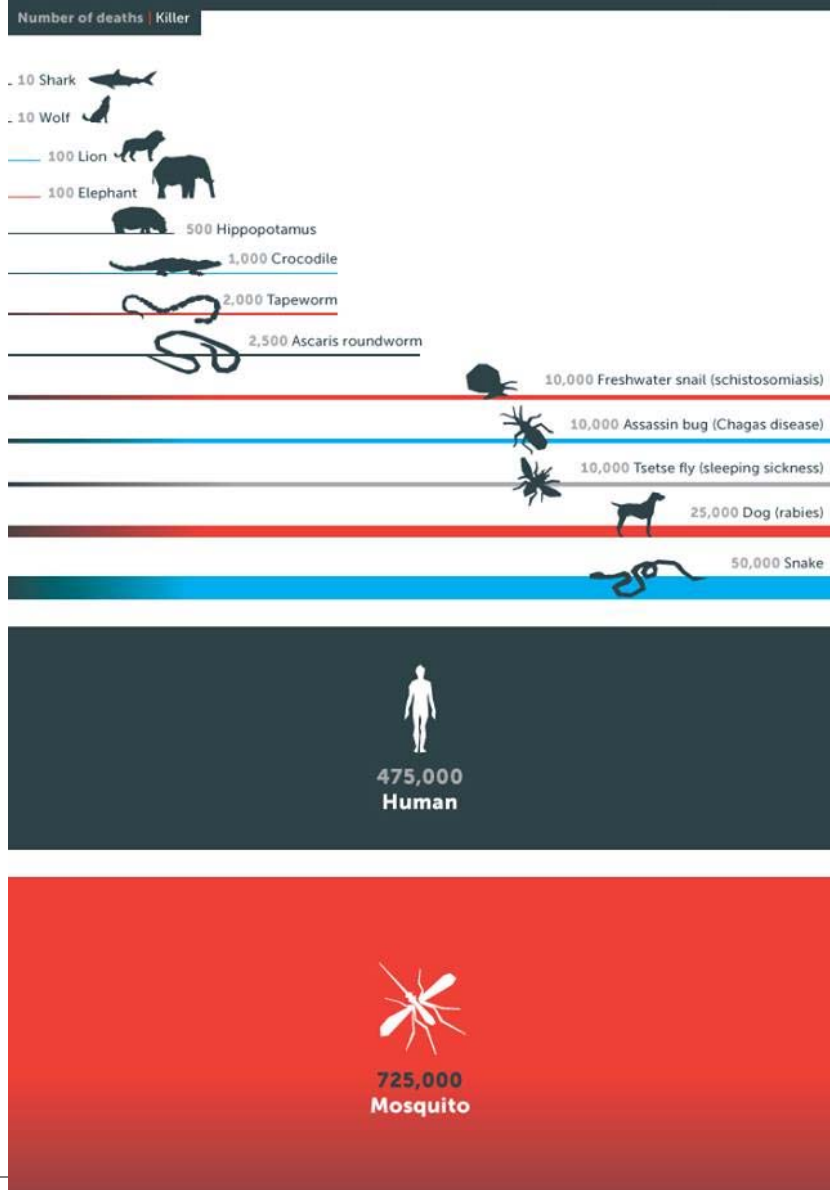 Number of deaths | Killer
10 Shark
10 Wolf
100 Lion
100 Elephant
500 Hippopotamus
1,000 Crocodile
2,000 Tapeworm
2,500 Ascaris roundworm
10,000 Freshwater snail (schistosomiasis)
10,000 Assassin bug (Chagas disease)
10,000 Tsetse fly (sleeping sickness)
25,000 Dog (rabies)
50,000 Snake
475,000
Human
725,000
Mosquito